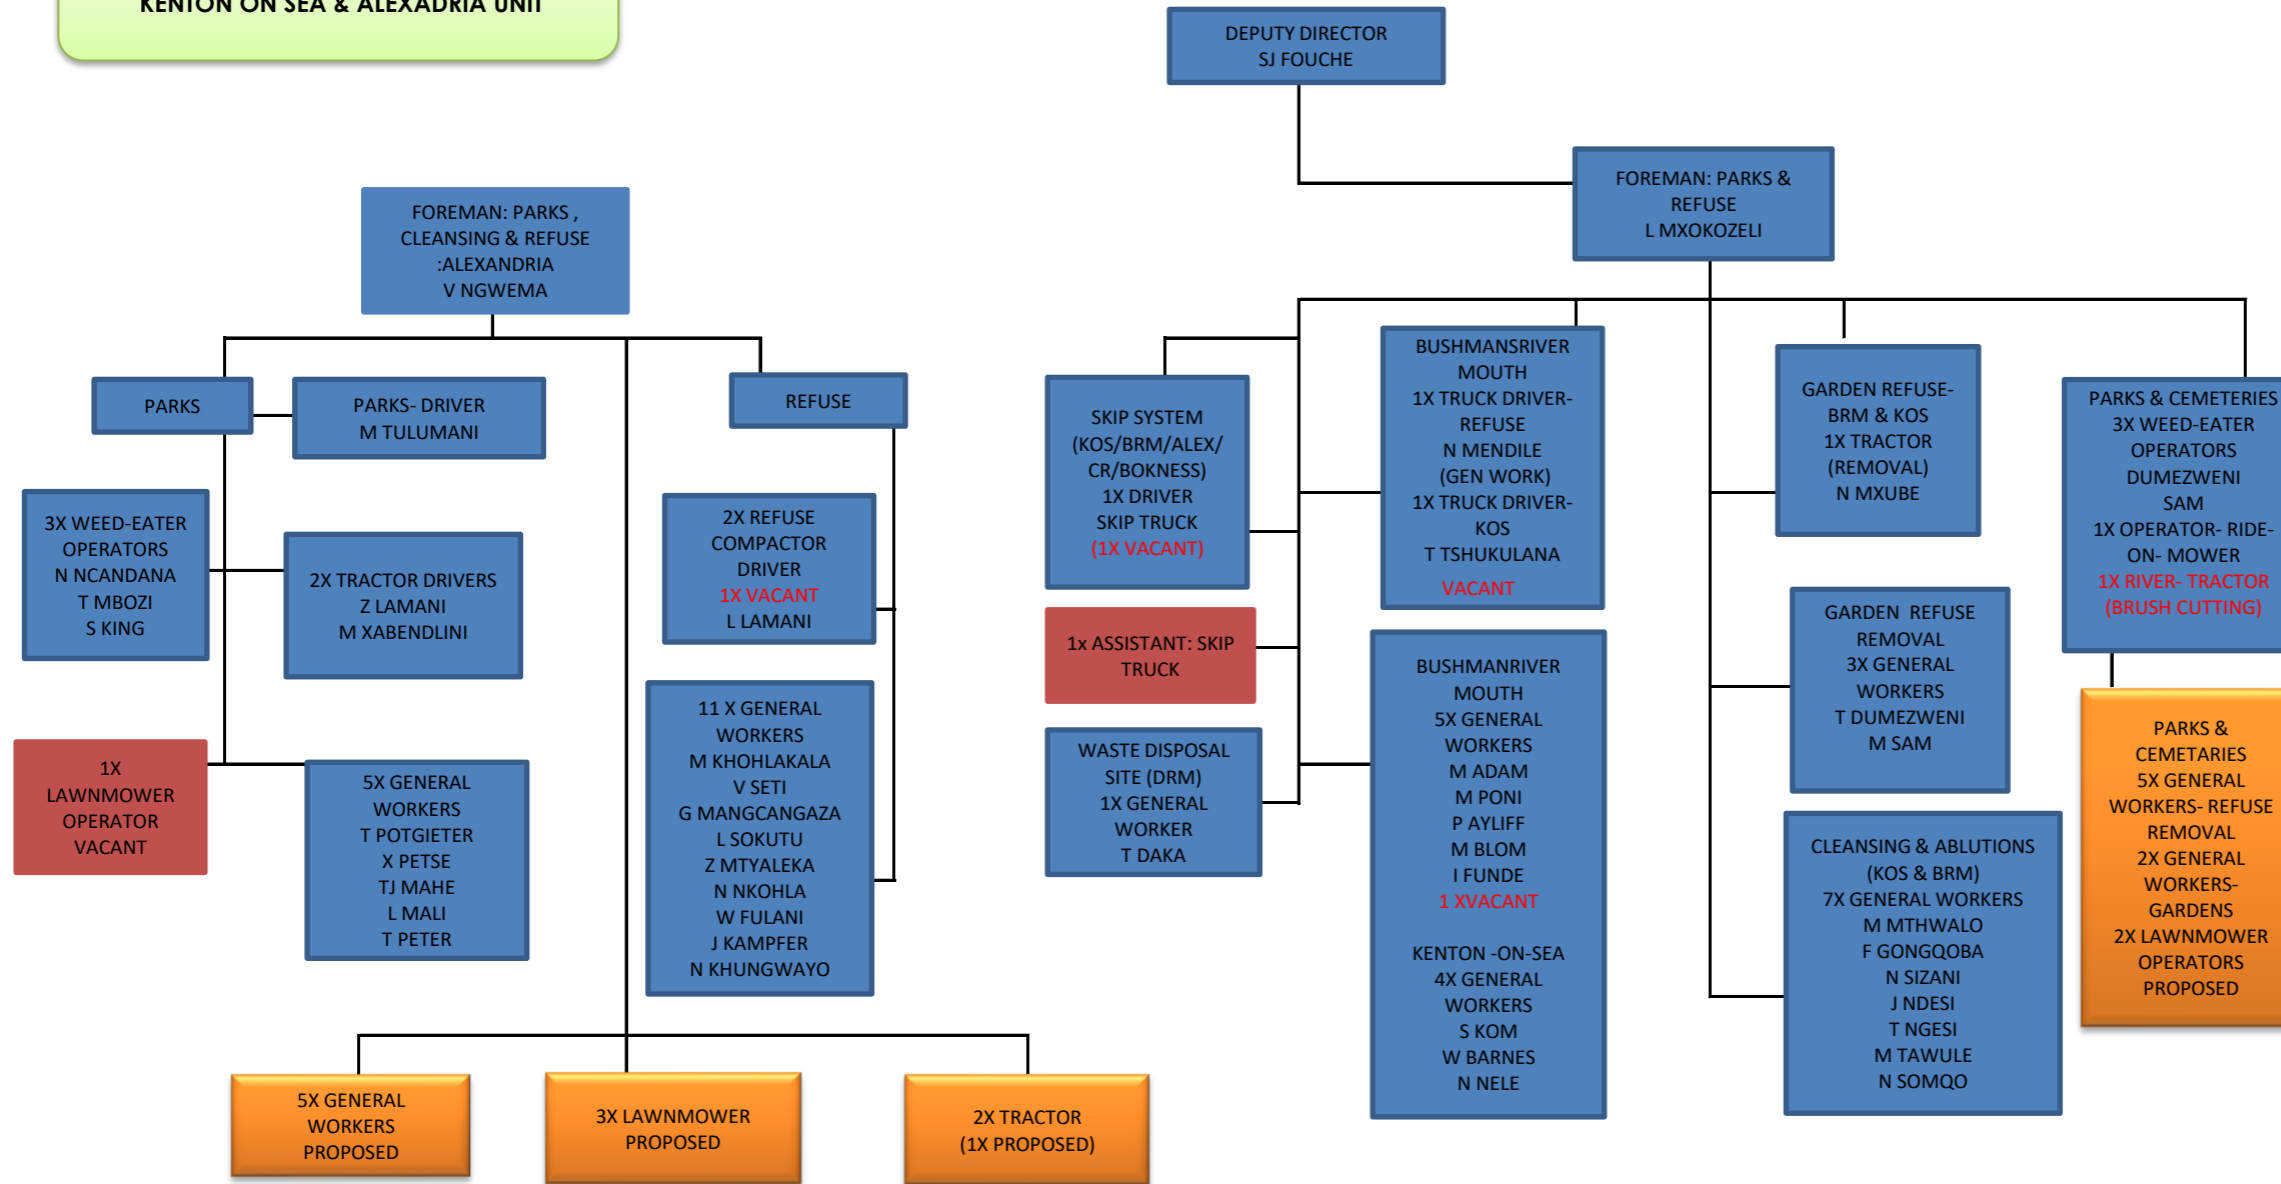 KENTON ON SEA & ALEXADRIA UNIT
DEPUTY DIRECTOR
SJ FOUCHE
FOREMAN: PARKS &
REFUSE
L MXOKOZELI
FOREMAN: PARKS ,
CLEANSING & REFUSE
:ALEXANDRIA
V NGWEMA
PARKS
PARKS- DRIVER
M TULUMANI
REFUSE
3X WEED-EATER
OPERATORS
N NCANDANA
T MBOZI
S KING
2X TRACTOR DRIVERS
Z LAMANI
M XABENDLINI
2X REFUSE
COMPACTOR
DRIVER
1X VACANT
L LAMANI
1X
LAWNMOWER
OPERATOR
VACANT
5X GENERAL
WORKERS
T POTGIETER
X PETSE
TJ MAHE
L MALI
T PETER
11 X GENERAL
WORKERS
M KHOHLAKALA
V SETI
G MANGCANGAZA
L SOKUTU
Z MTYALEKA
N NKOHLA
W FULANI
J KAMPFER
N KHUNGWAYO
5X GENERAL
WORKERS
PROPOSED
3X LAWNMOWER
PROPOSED
2X TRACTOR
(1X PROPOSED)
SKIP SYSTEM
(KOS/BRM/ALEX/
CR/BOKNESS)
1X DRIVER
SKIP TRUCK
(1X VACANT)
1x ASSISTANT: SKIP
TRUCK
WASTE DISPOSAL
SITE (DRM)
1X GENERAL
WORKER
T DAKA
BUSHMANSRIVER
MOUTH
1X TRUCK DRIVER-
REFUSE
N MENDILE
(GEN WORK)
1X TRUCK DRIVER-
KOS
T TSHUKULANA
VACANT
BUSHMANRIVER
MOUTH
5X GENERAL
WORKERS
M ADAM
M PONI
P AYLIFF
M BLOM
I FUNDE
1 XVACANT
KENTON -ON-SEA
4X GENERAL
WORKERS
S KOM
W BARNES
N NELE
GARDEN REFUSE-
BRM & KOS
1X TRACTOR
(REMOVAL)
N MXUBE
GARDEN  REFUSE
REMOVAL
3X GENERAL
WORKERS
T DUMEZWENI
M SAM
CLEANSING & ABLUTIONS
(KOS & BRM)
7X GENERAL WORKERS
M MTHWALO
F GONGQOBA
N SIZANI
J NDESI
T NGESI
M TAWULE
N SOMQO
PARKS & CEMETERIES
3X WEED-EATER
OPERATORS
DUMEZWENI
SAM
1X OPERATOR- RIDE-
ON- MOWER
1X RIVER- TRACTOR
(BRUSH CUTTING)
PARKS &
CEMETARIES
5X GENERAL
WORKERS- REFUSE
REMOVAL
2X GENERAL
WORKERS-
GARDENS
2X LAWNMOWER
OPERATORS
PROPOSED